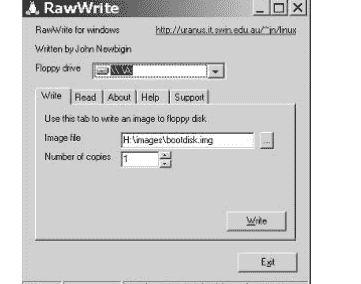 RawWrite
RawWrite for windows http://uranus.it.swin.edu.au/~jn/linux
Written by John Newbigin
Floppy drive \\.\A:
Write Read About Help Support
Use this tab to write an image to floppy disk
Image file H:\images\bootdisk.img ...
Number of copies 1
Write
Exit